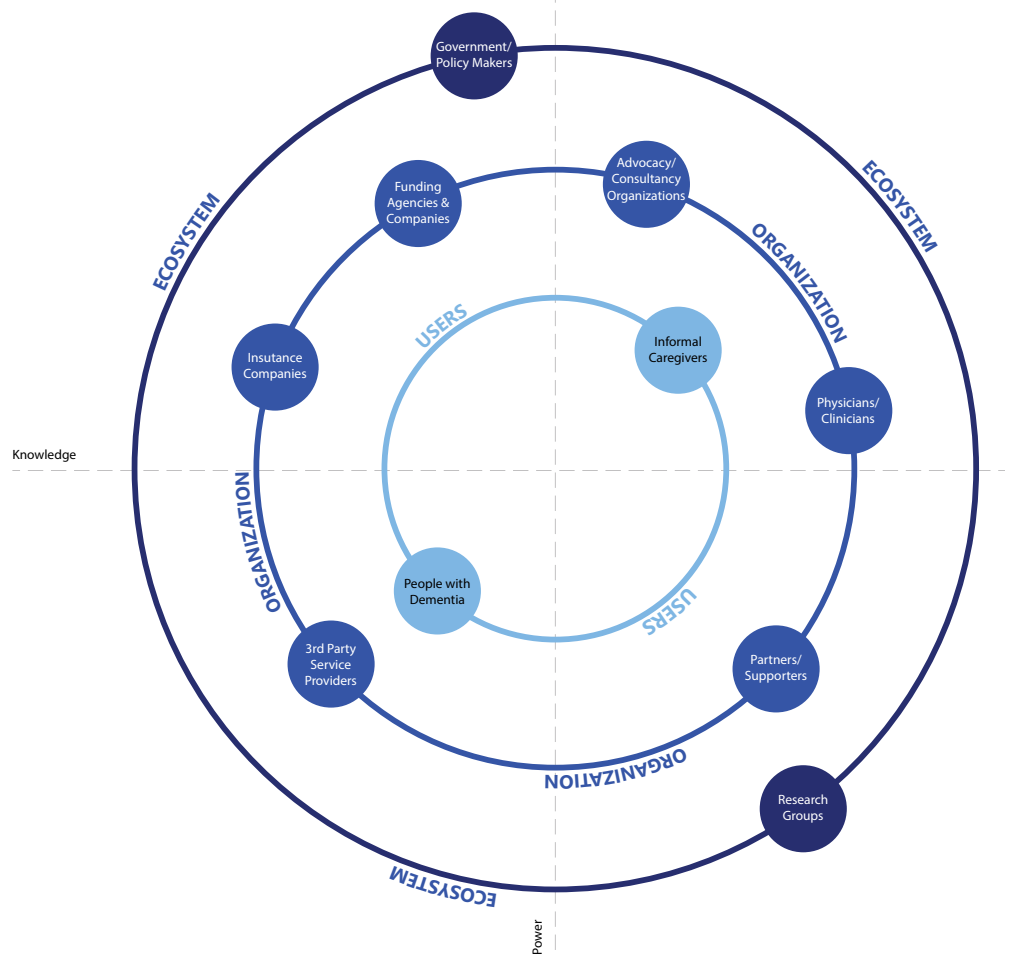 Government/
Policy Makers
Advocacy/
Consultancy
Organizations
Funding
Agencies &
Companies
ECOSYSTEM
ECOSYSTEM
ORGANIZATION
USERS
Informal
Caregivers
Insutance
Companies
Physicians/
Clinicians
Knowledge
ORGANIZATION
People with
Dementia
USERS
3rd Party
Service
Providers
Partners/
Supporters
ORGANIZATION
Research
Groups
ECOSYSTEM
Power